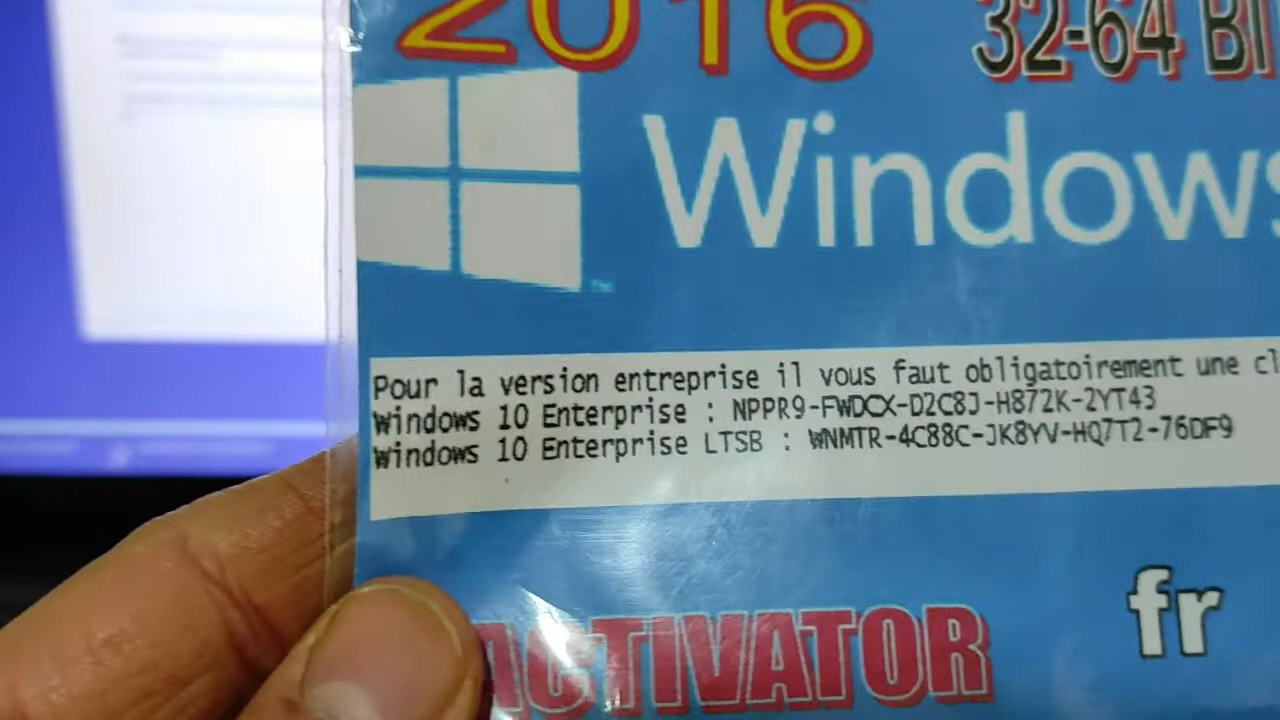 2016 32-64 BI
Windows
Pour la version entreprise il vous faut obligatoirement une cl
Windows 10 Enterprise : NPPR9-FWDCX-D2C8J-H872K-2YT43
Windows 10 Enterprise LTSB : WNMTR-4C88C-JK8YV-HQ7T2-76DF9
fr
ACTIVATOR